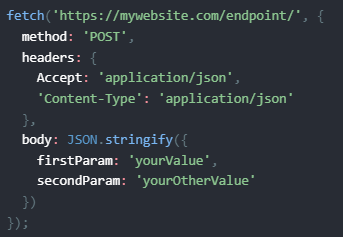 fetch('https://mywebsite.com/endpoint/', {
  method: 'POST',
  headers: {
    Accept: 'application/json',
    'Content-Type': 'application/json'
  },
  body: JSON.stringify({
    firstParam: 'yourValue',
    secondParam: 'yourOtherValue'
  })
});